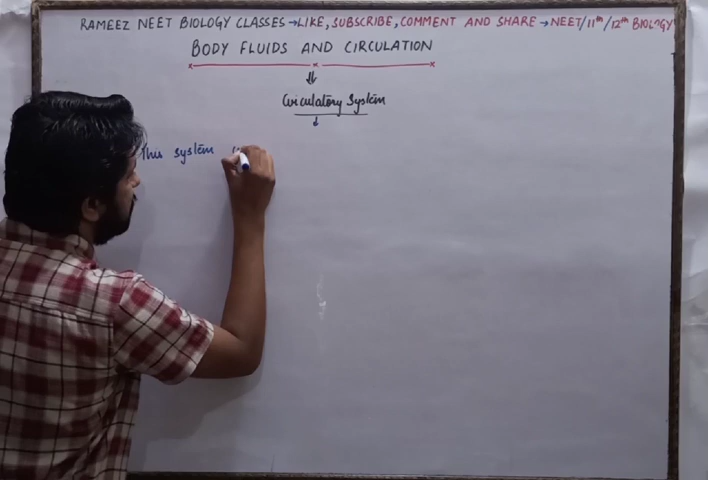 RAMEEZ NEET BIOLOGY CLASSES → LIKE, SUBSCRIBE, COMMENT AND SHARE → NEET/11th/12th BIOLOGY
BODY FLUIDS AND CIRCULATION
Circulatory System
This system